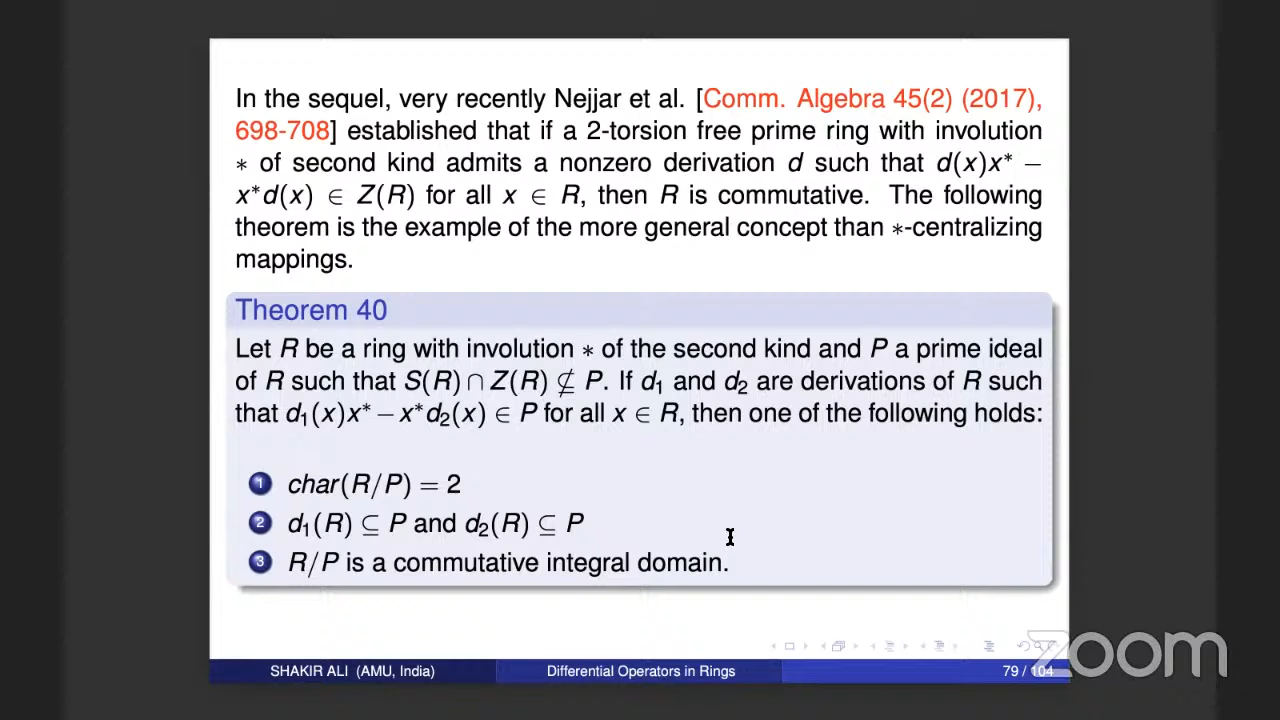 In the sequel, very recently Nejjar et al. [Comm. Algebra 45(2) (2017),
698-708] established that if a 2-torsion free prime ring with involution
∗ of second kind admits a nonzero derivation d such that d(x)x* −
x*d(x) ∈ Z(R) for all x ∈ R, then R is commutative. The following
theorem is the example of the more general concept than ∗-centralizing
mappings.
Theorem 40
Let R be a ring with involution ∗ of the second kind and P a prime ideal
of R such that S(R) ∩ Z(R) ⊈ P. If d₁ and d₂ are derivations of R such
that d₁(x)x* − x*d₂(x) ∈ P for all x ∈ R, then one of the following holds:
1 char(R/P) = 2
2 d₁(R) ⊆ P and d₂(R) ⊆ P
3 R/P is a commutative integral domain.
SHAKIR ALI (AMU, India) Differential Operators in Rings 79 / 104
zoom